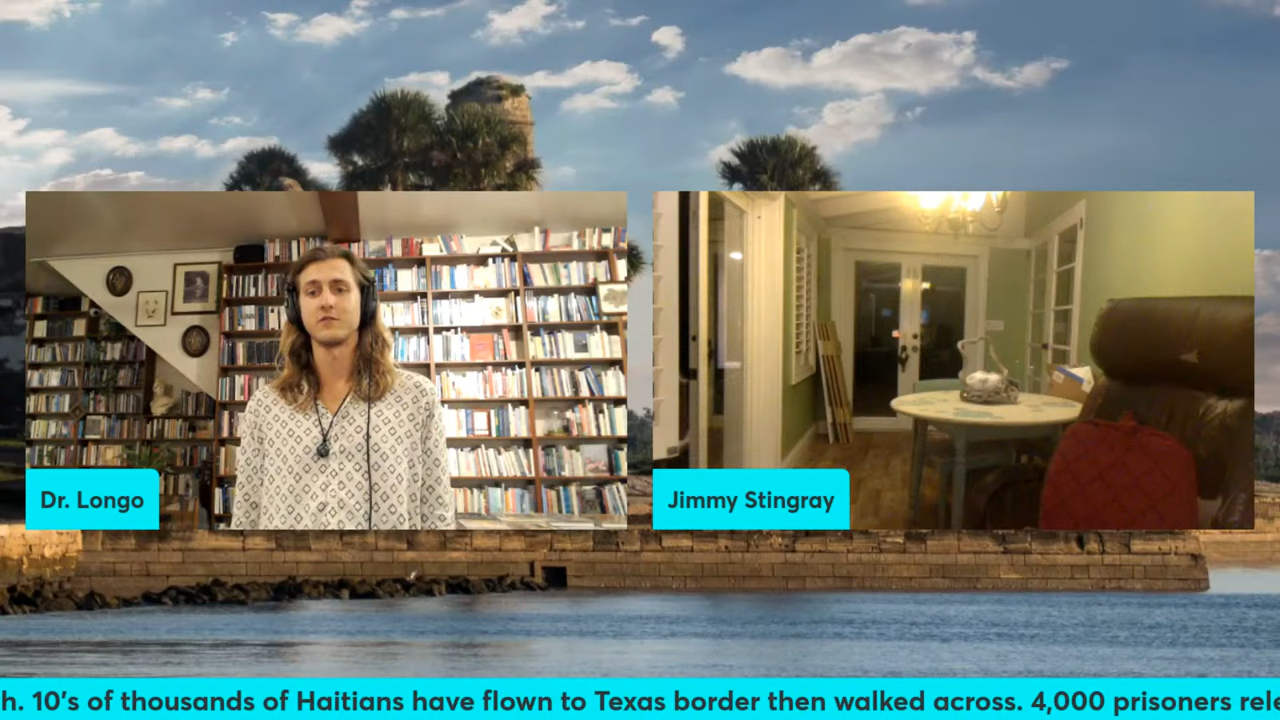 Dr. Longo
Jimmy Stingray
h. 10's of thousands of Haitians have flown to Texas border then walked across. 4,000 prisoners rele